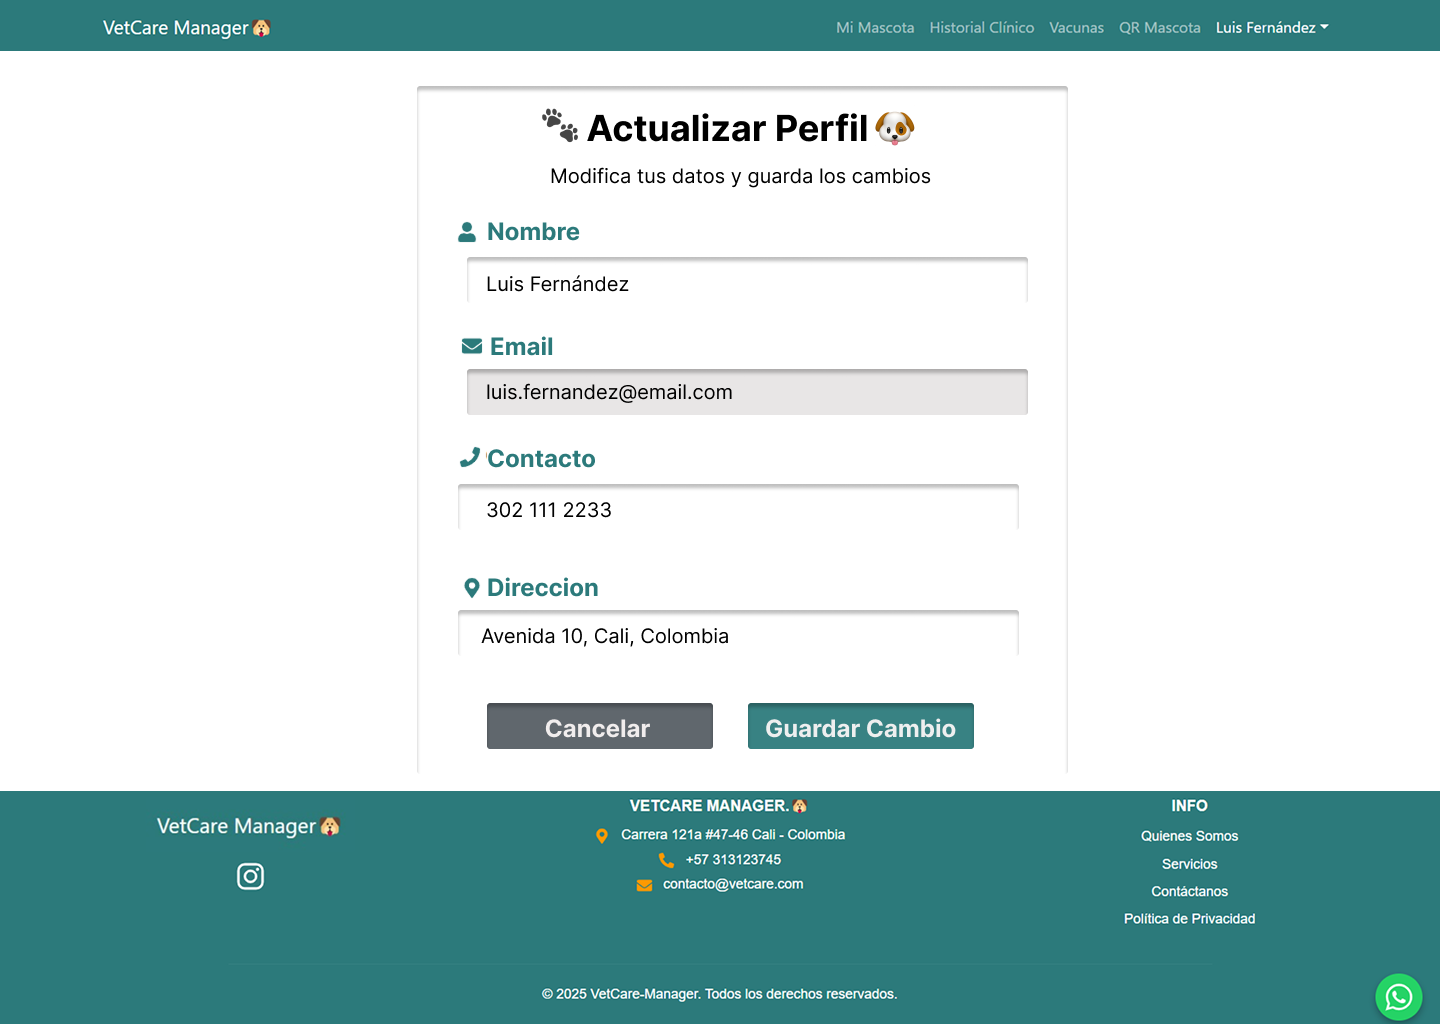 VetCare Manager
Mi Mascota Historial Clínico Vacunas QR Mascota Luis Fernández
Actualizar Perfil
Modifica tus datos y guarda los cambios
Nombre
Luis Fernández
Email
luis.fernandez@email.com
Contacto
302 111 2233
Direccion
Avenida 10, Cali, Colombia
Cancelar
Guardar Cambio
VetCare Manager
VETCARE MANAGER.
Carrera 121a #47-46 Cali - Colombia
+57 313123745
contacto@vetcare.com
INFO
Quienes Somos
Servicios
Contáctanos
Política de Privacidad
© 2025 VetCare-Manager. Todos los derechos reservados.